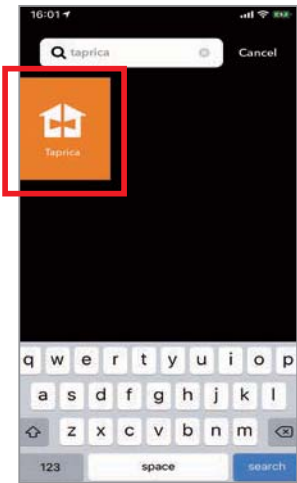 16:01
taprica
Cancel
Taprica
q w e r t y u i o p
a s d f g h j k l
z x c v b n m
123 space search